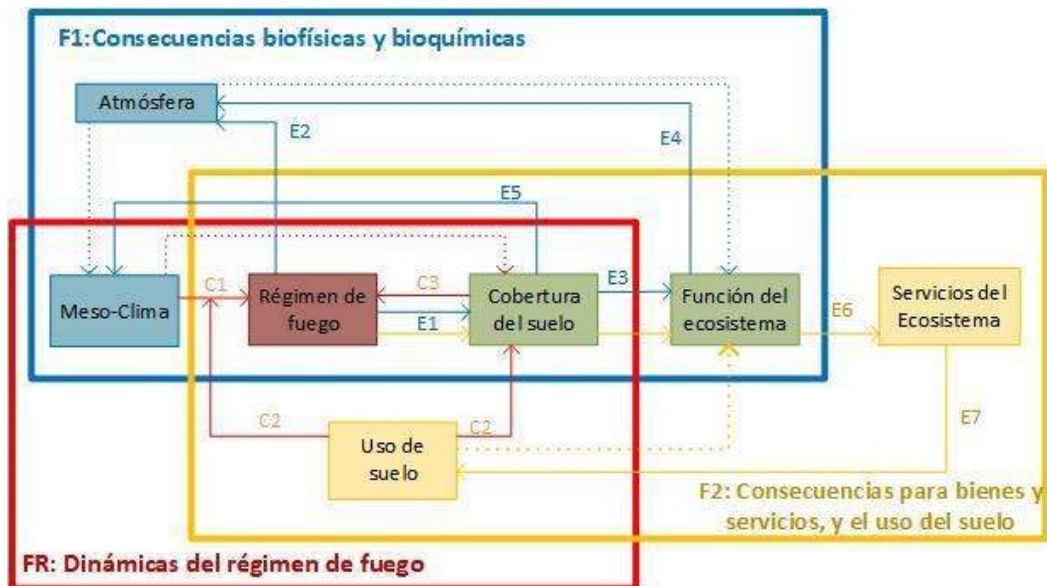 F1:Consecuencias biofísicas y bioquímicas
Atmósfera
E2
E4
E5
Meso-Clima
C1
Régimen de
fuego
C3
E1
Cobertura
del suelo
E3
Función del
ecosistema
E6
Servicios del
Ecosistema
C2
Uso de
suelo
C2
E7
F2: Consecuencias para bienes y
servicios, y el uso del suelo
FR: Dinámicas del régimen de fuego